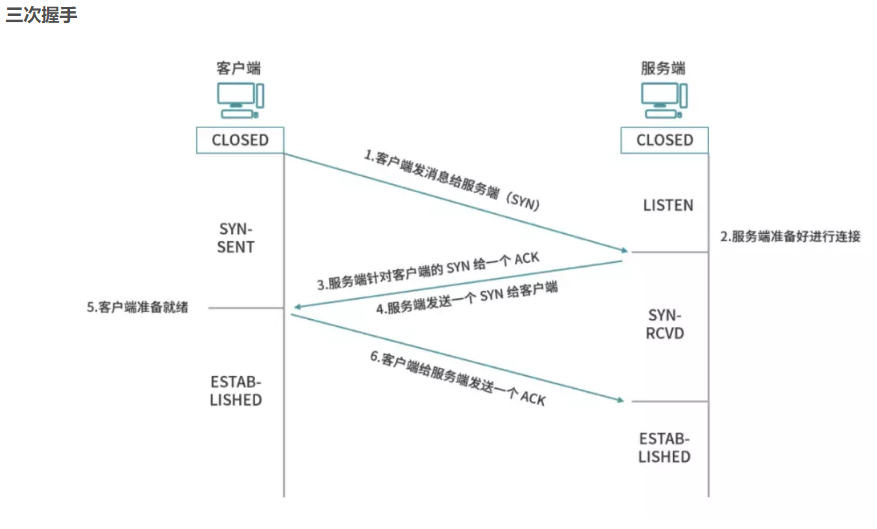 三次握手
客户端
服务端
CLOSED
CLOSED
1.客户端发消息给服务端（SYN）
LISTEN
SYN-
SENT
2.服务端准备好进行连接
3.服务端针对客户端的 SYN 给一个 ACK
4.服务端发送一个 SYN 给客户端
5.客户端准备就绪
SYN-
RCVD
6.客户端给服务端发送一个 ACK
ESTAB-
LISHED
ESTAB-
LISHED